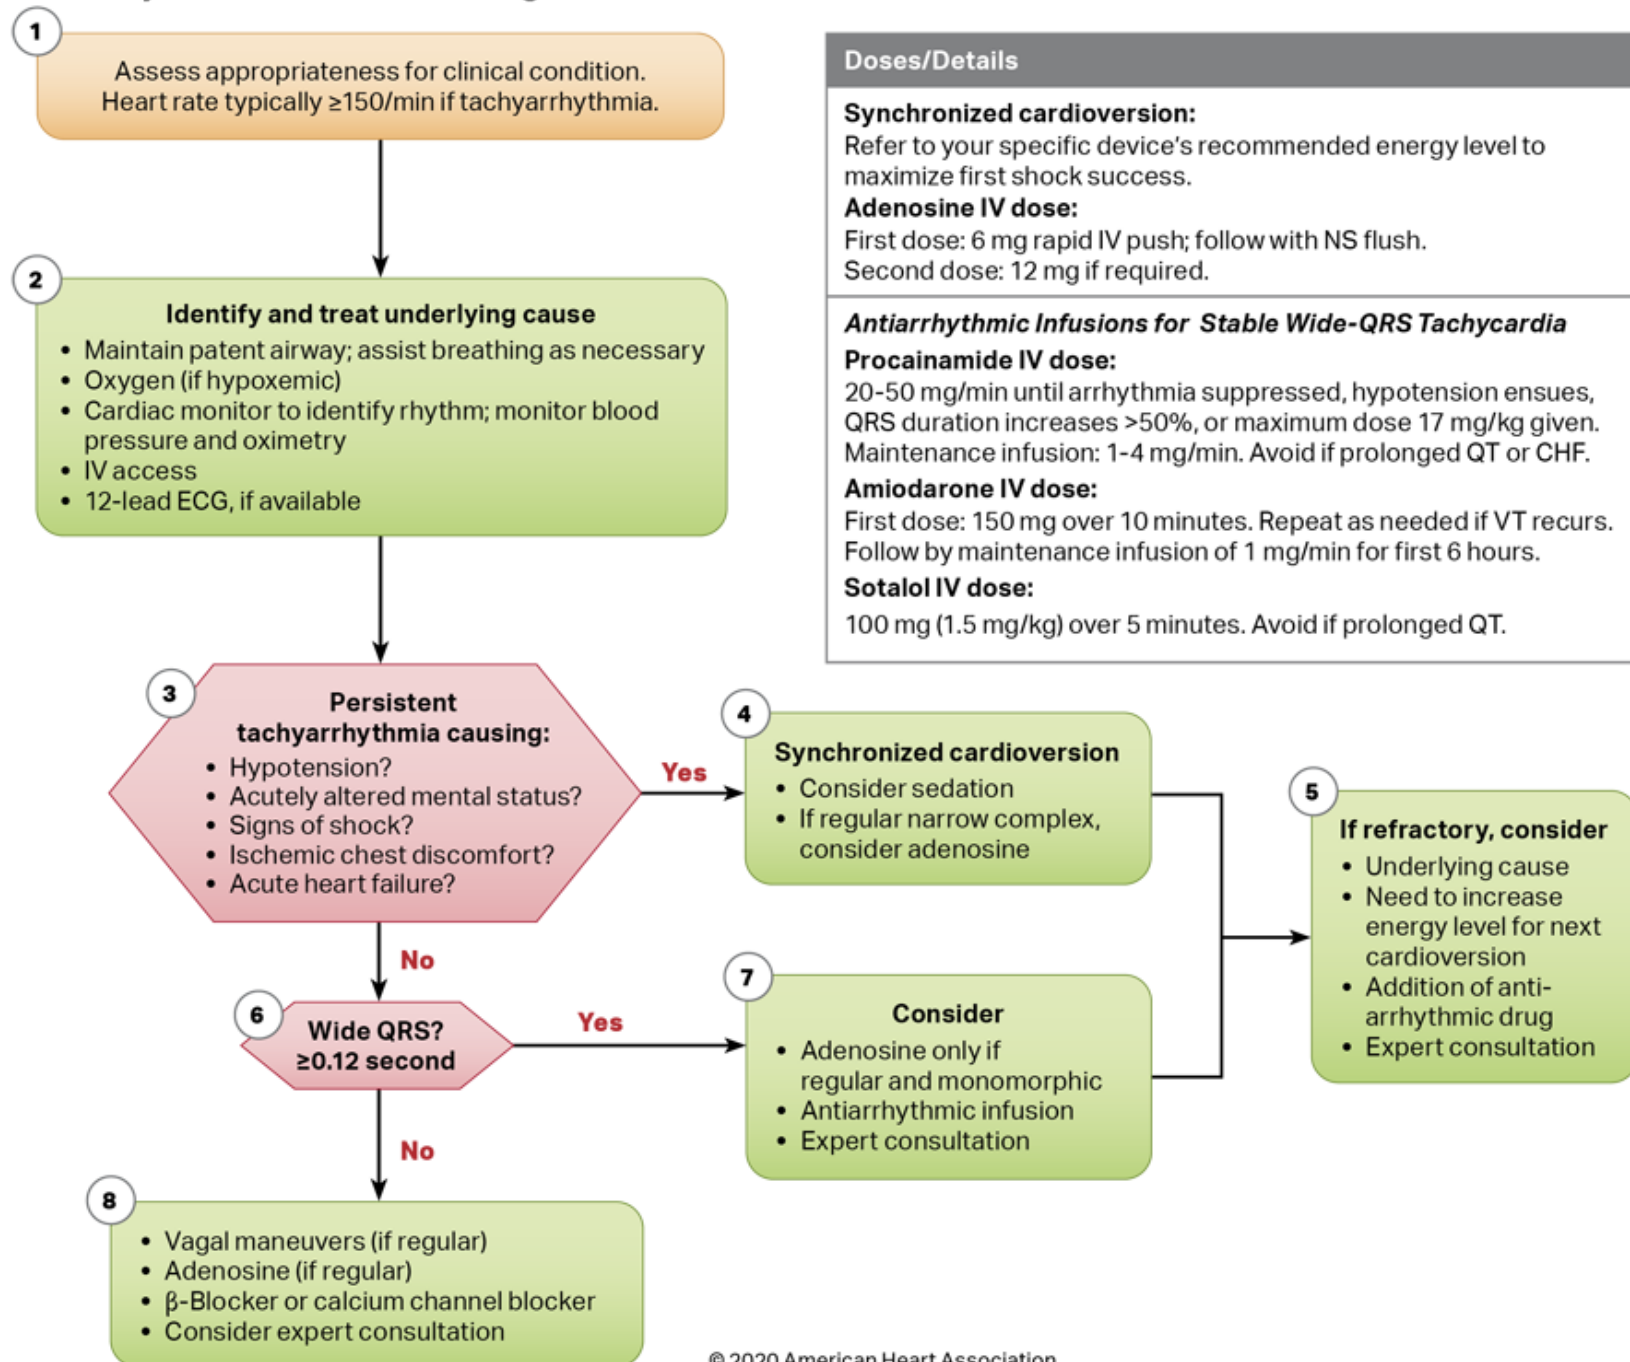 1
Assess appropriateness for clinical condition.
Heart rate typically ≥150/min if tachyarrhythmia.
2
Identify and treat underlying cause
• Maintain patent airway; assist breathing as necessary
• Oxygen (if hypoxemic)
• Cardiac monitor to identify rhythm; monitor blood
pressure and oximetry
• IV access
• 12-lead ECG, if available
Doses/Details
Synchronized cardioversion:
Refer to your specific device's recommended energy level to
maximize first shock success.
Adenosine IV dose:
First dose: 6 mg rapid IV push; follow with NS flush.
Second dose: 12 mg if required.
Antiarrhythmic Infusions for Stable Wide-QRS Tachycardia
Procainamide IV dose:
20-50 mg/min until arrhythmia suppressed, hypotension ensues,
QRS duration increases >50%, or maximum dose 17 mg/kg given.
Maintenance infusion: 1-4 mg/min. Avoid if prolonged QT or CHF.
Amiodarone IV dose:
First dose: 150 mg over 10 minutes. Repeat as needed if VT recurs.
Follow by maintenance infusion of 1 mg/min for first 6 hours.
Sotalol IV dose:
100 mg (1.5 mg/kg) over 5 minutes. Avoid if prolonged QT.
3
Persistent
tachyarrhythmia causing:
• Hypotension?
• Acutely altered mental status?
• Signs of shock?
• Ischemic chest discomfort?
• Acute heart failure?
Yes
4
Synchronized cardioversion
• Consider sedation
• If regular narrow complex,
consider adenosine
5
If refractory, consider
• Underlying cause
• Need to increase
energy level for next
cardioversion
• Addition of anti-
arrhythmic drug
• Expert consultation
No
6
Wide QRS?
≥0.12 second
Yes
7
Consider
• Adenosine only if
regular and monomorphic
• Antiarrhythmic infusion
• Expert consultation
No
8
• Vagal maneuvers (if regular)
• Adenosine (if regular)
• β-Blocker or calcium channel blocker
• Consider expert consultation
© 2020 American Heart Association